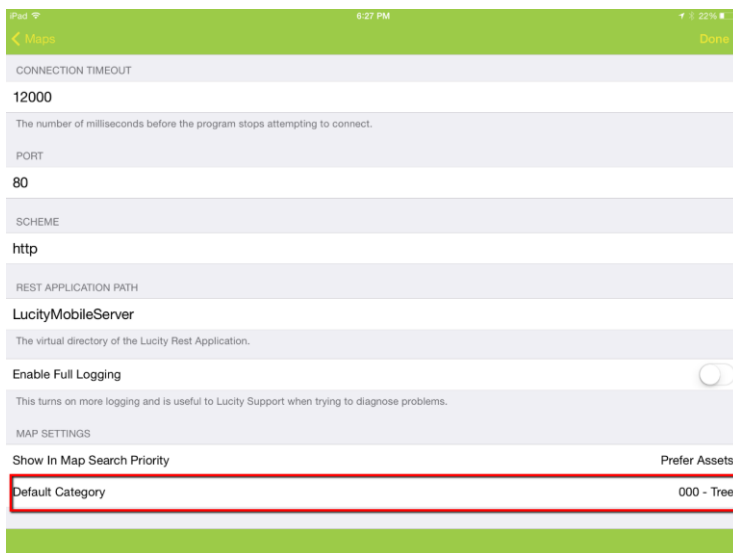 iPad
6:27 PM
22%
Maps
Done
CONNECTION TIMEOUT
12000
The number of milliseconds before the program stops attempting to connect.
PORT
80
SCHEME
http
REST APPLICATION PATH
LucityMobileServer
The virtual directory of the Lucity Rest Application.
Enable Full Logging
This turns on more logging and is useful to Lucity Support when trying to diagnose problems.
MAP SETTINGS
Show In Map Search Priority Prefer Assets
Default Category 000 - Tree